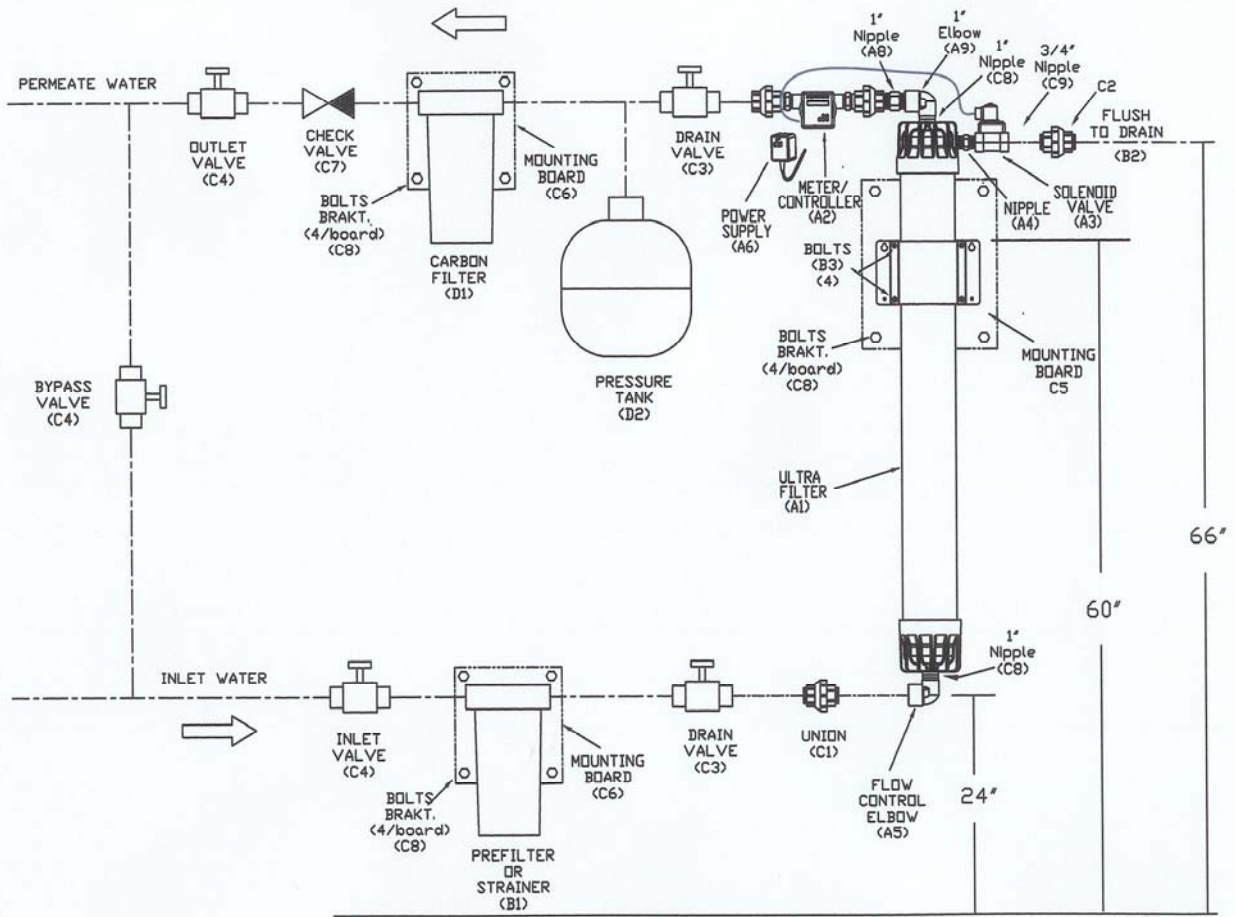 PERMEATE WATER
OUTLET
VALVE
(C4)
CHECK
VALVE
(C7)
BOLTS
BRAKT.
(4/board)
(C8)
MOUNTING
BOARD
(C6)
CARBON
FILTER
(D1)
PRESSURE
TANK
(D2)
DRAIN
VALVE
(C3)
POWER
SUPPLY
(A6)
METER/
CONTROLLER
(A2)
1"
Nipple
(A8)
1"
Elbow
(A9)
1"
Nipple
(C8)
3/4"
Nipple
(C9)
C2
FLUSH
TO DRAIN
(B2)
NIPPLE
(A4)
SOLENOID
VALVE
(A3)
BOLTS
(B3)
(4)
BOLTS
BRAKT.
(4/board)
(C8)
MOUNTING
BOARD
C5
ULTRA
FILTER
(A1)
66"
60"
24"
BYPASS
VALVE
(C4)
INLET WATER
INLET
VALVE
(C4)
BOLTS
BRAKT.
(4/board)
(C8)
MOUNTING
BOARD
(C6)
PREFILTER
OR
STRAINER
(B1)
DRAIN
VALVE
(C3)
UNION
(C1)
1"
Nipple
(C8)
FLOW
CONTROL
ELBOW
(A5)